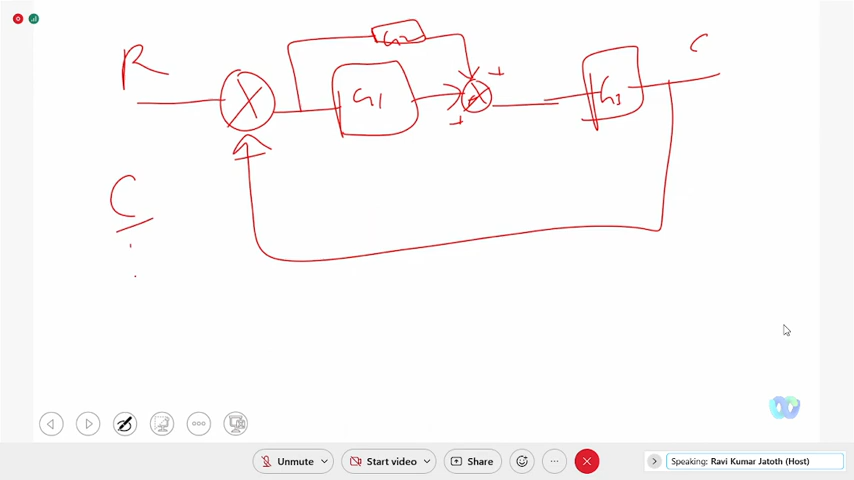 G2
R
C
+
G1
G3
+
C
Unmute
Start video
Share
Speaking: Ravi Kumar Jatoth (Host)